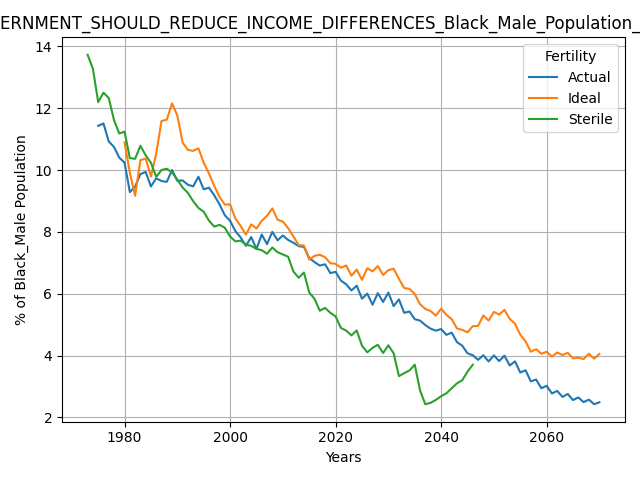 ERNMENT_SHOULD_REDUCE_INCOME_DIFFERENCES_Black_Male_Population_
14
12
10
8
6
4
2
% of Black_Male Population
Fertility
Actual
Ideal
Sterile
1980 2000 2020 2040 2060
Years